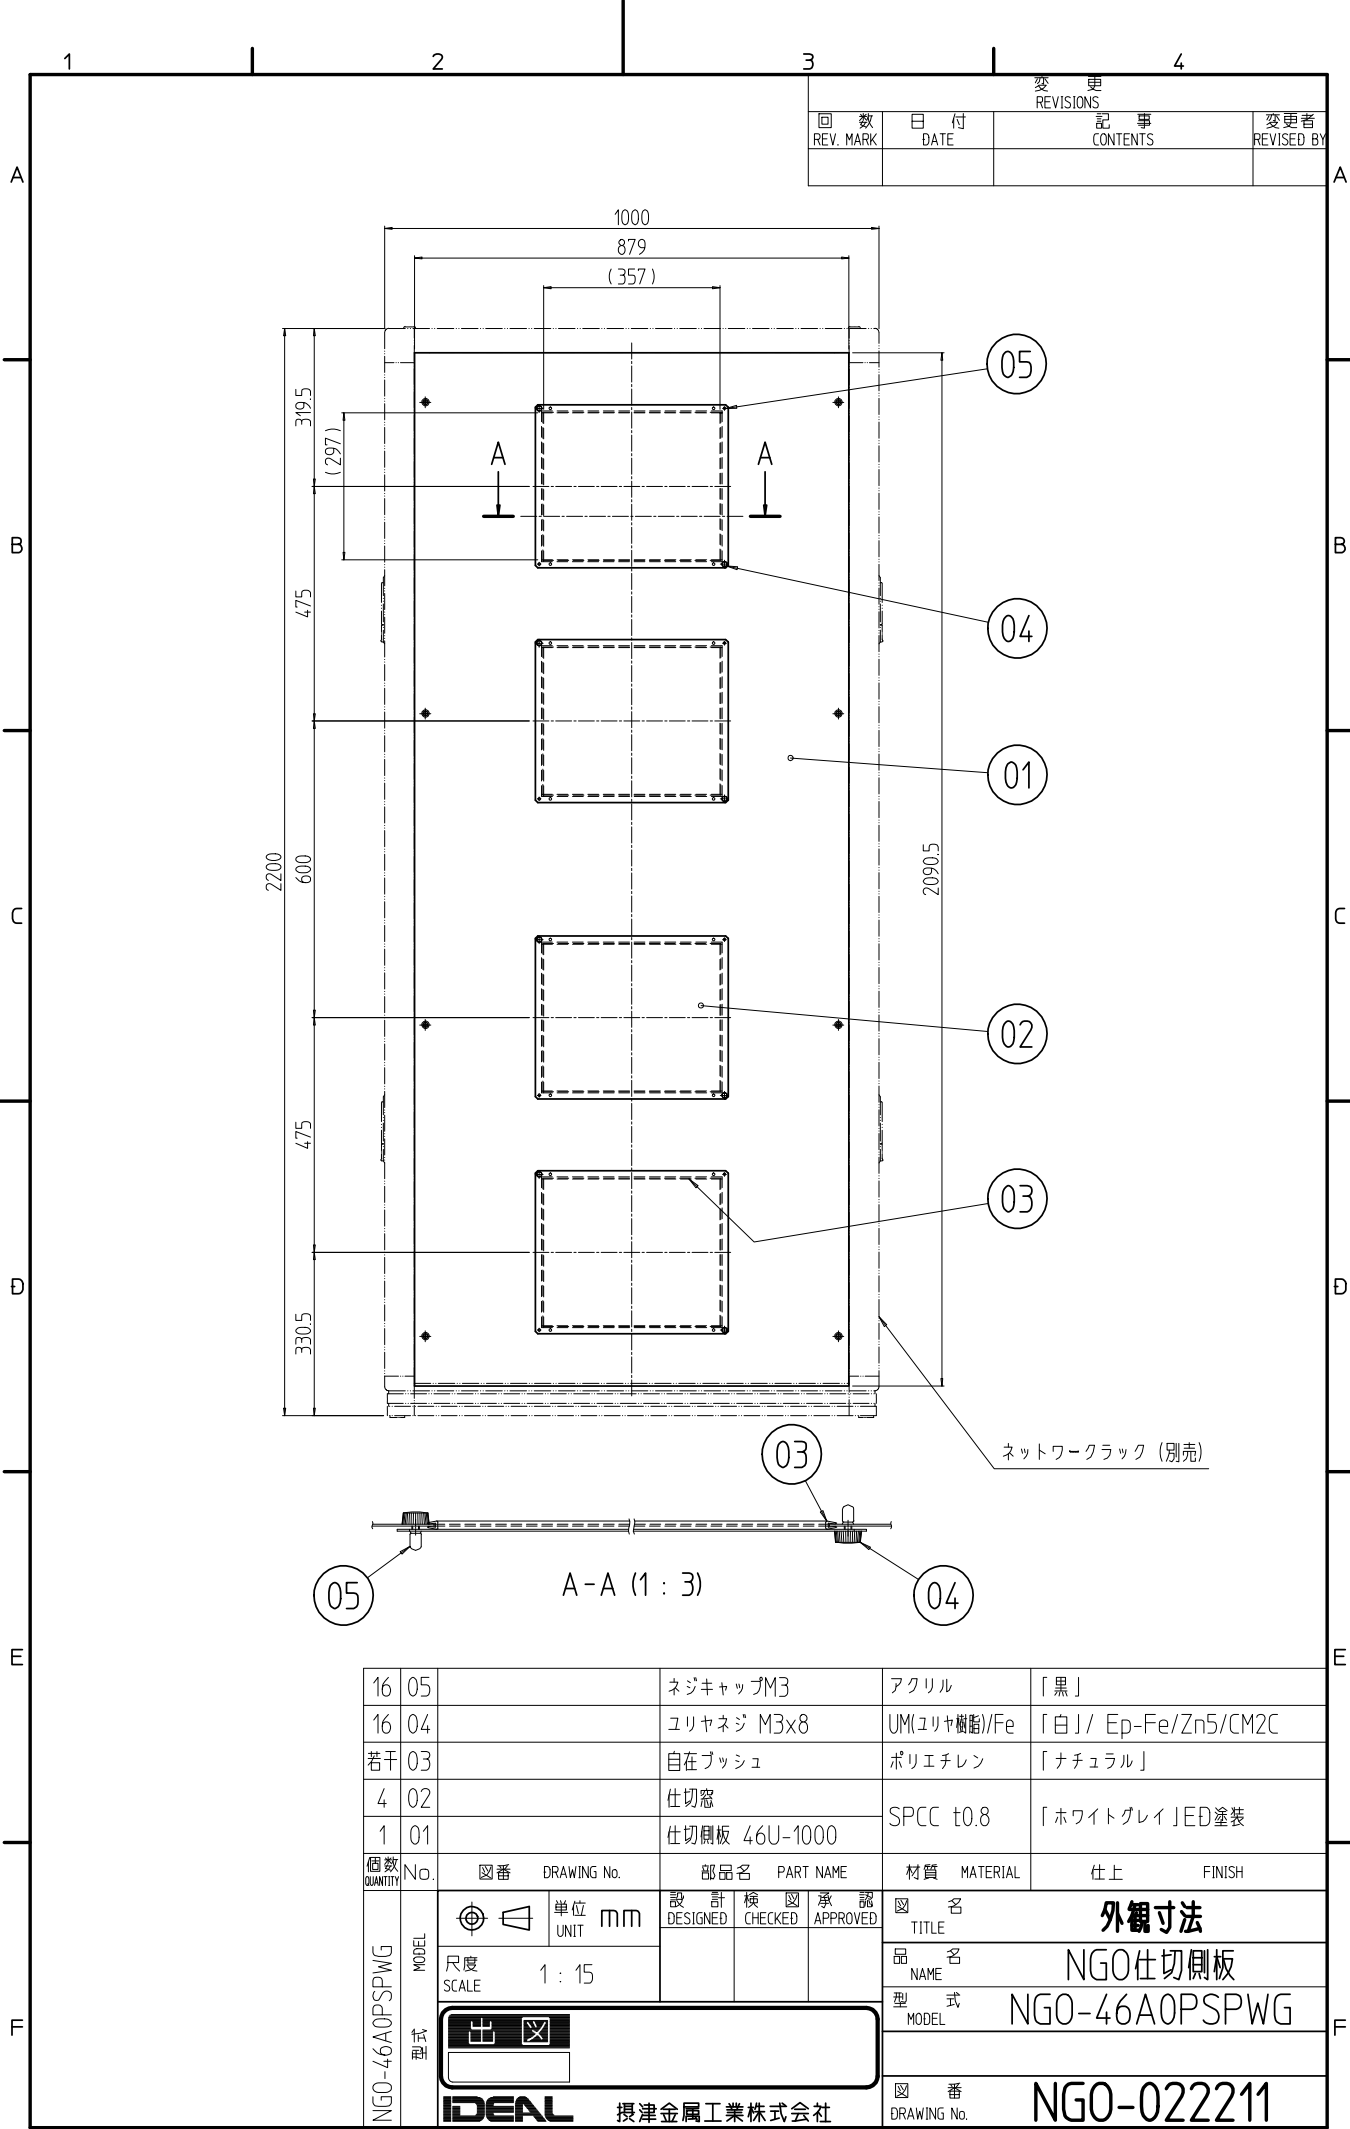 1 2 3 4
変更
REVISIONS
回数 日付 記事 変更者
REV. MARK DATE CONTENTS REVISED BY
A A
1000
879
(357)
05
319.5
(297)
A A
B B
475
04
01
2200
600
2090.5
C C
02
475
03
D D
330.5
ネットワークラック (別売)
03
05
A-A (1 : 3)
04
E E
16 05 ネジキャップM3 アクリル 「黒」
16 04 ユリヤネジ M3x8 UM(ユリヤ樹脂)/Fe 「白」/ Ep-Fe/Zn5/CM2C
若干 03 自在ブッシュ ポリエチレン 「ナチュラル」
4 02 仕切窓
SPCC t0.8 「ホワイトグレイ」ED塗装
1 01 仕切側板 46U-1000
個数 QUANTITY No. 図番 DRAWING No. 部品名 PART NAME 材質 MATERIAL 仕上 FINISH
NGO-46A0PSPWG
型式 MODEL
単位 UNIT mm
設計 検図 承認
DESIGNED CHECKED APPROVED
尺度
SCALE 1 : 15
図名
TITLE 外観寸法
品名
NAME NGO仕切側板
型式
MODEL NGO-46A0PSPWG
F F
出図
IDEAL 摂津金属工業株式会社
図番
DRAWING No. NGO-022211